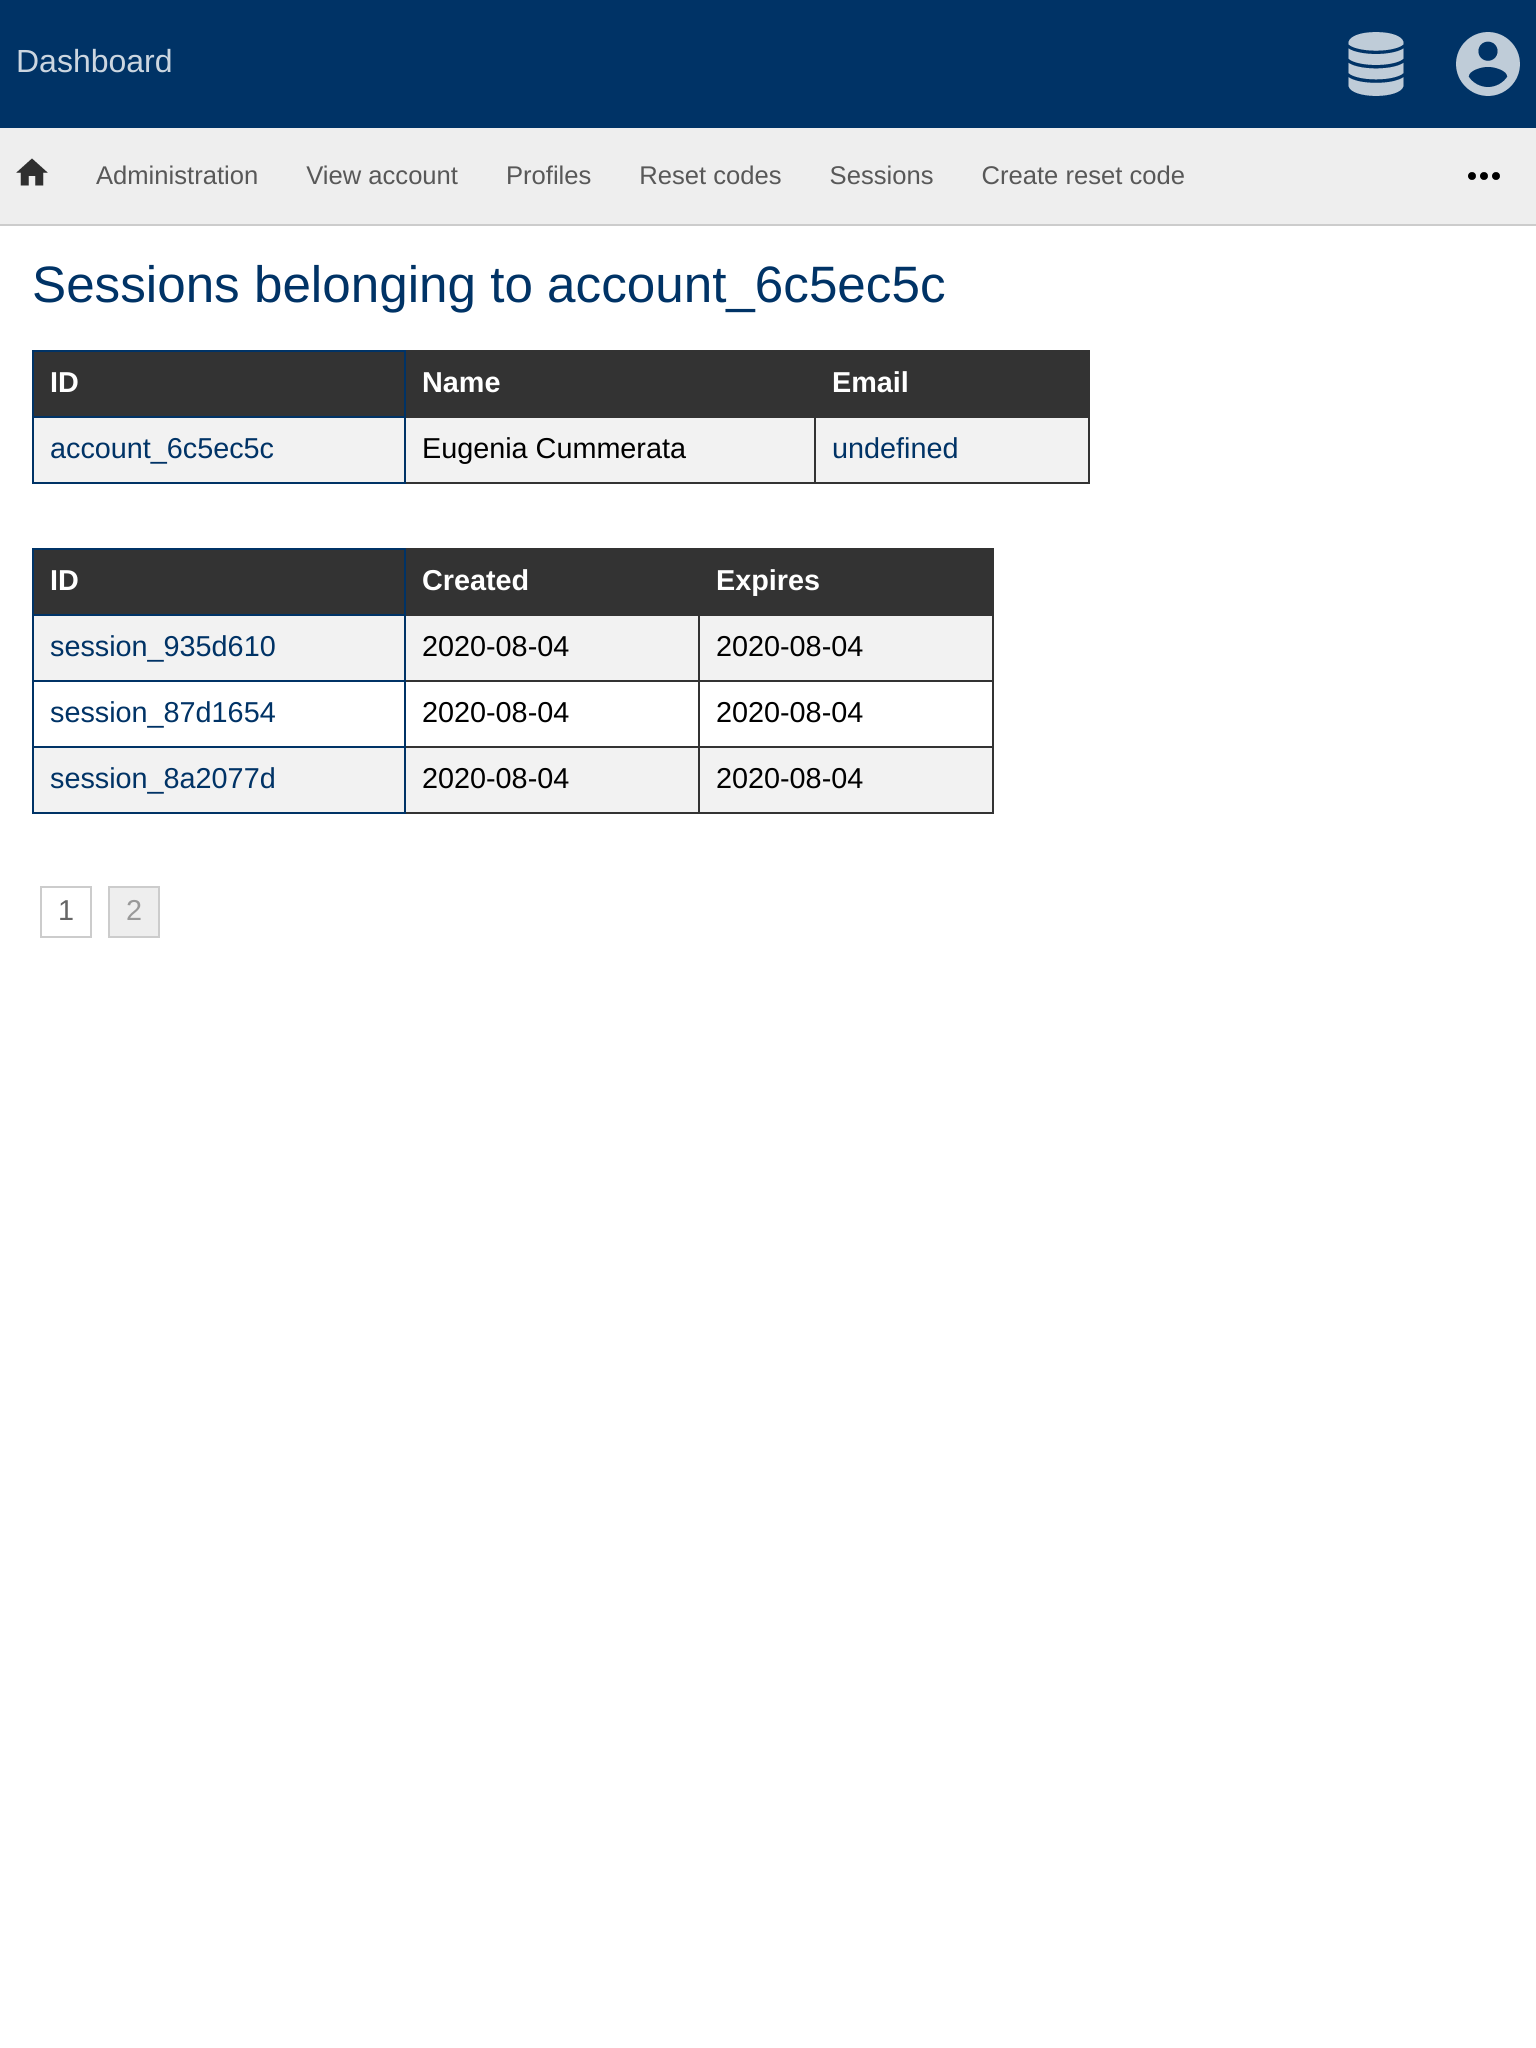 Dashboard
Administration View account Profiles Reset codes Sessions Create reset code
Sessions belonging to account_6c5ec5c
ID Name Email
account_6c5ec5c Eugenia Cummerata undefined
ID Created Expires
session_935d610 2020-08-04 2020-08-04
session_87d1654 2020-08-04 2020-08-04
session_8a2077d 2020-08-04 2020-08-04
1 2